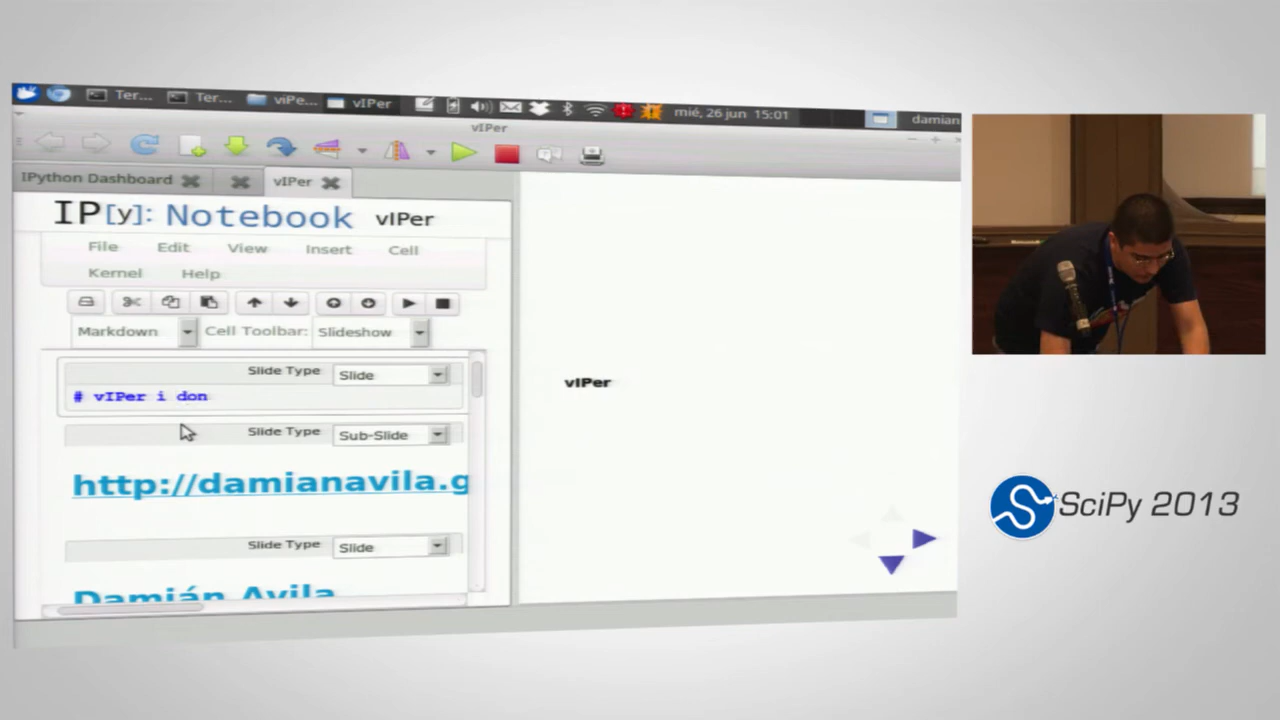 Ter... Ter... viPe... vIPer mié, 26 jun 15:01 damian
vIPer
IPython Dashboard vIPer
IP[y]: Notebook vIPer
File Edit View Insert Cell
Kernel Help
Markdown Cell Toolbar: Slideshow
Slide Type Slide
# vIPer i don
Slide Type Sub-Slide
http://damianavila.g
Slide Type Slide
Damián Avila
vIPer
SciPy 2013